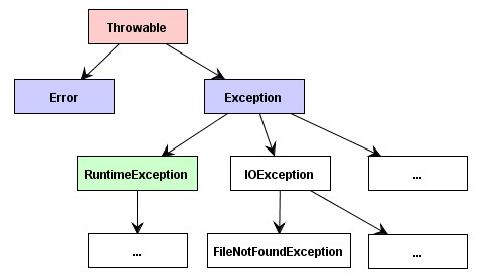 Throwable
Error
Exception
RuntimeException
IOException
...
...
FileNotFoundException
...